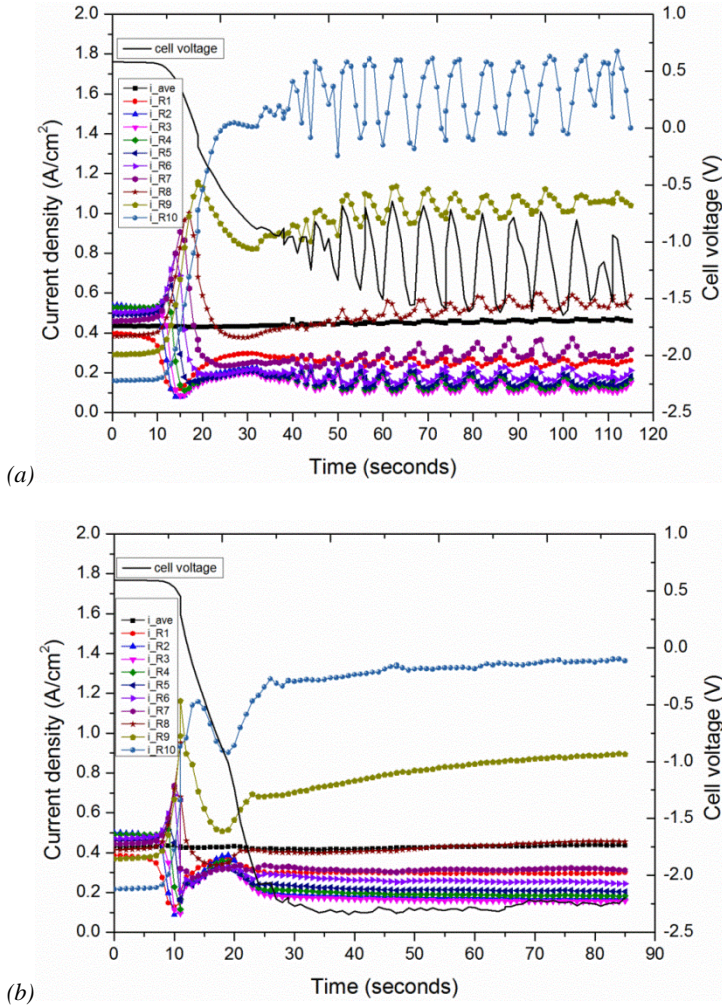 2.0
1.8
1.6
1.4
1.2
1.0
0.8
0.6
0.4
0.2
0.0
Current density (A/cm²)
cell voltage
i_ave
i_R1
i_R2
i_R3
i_R4
i_R5
i_R6
i_R7
i_R8
i_R9
i_R10
1.0
0.5
0.0
-0.5
-1.0
-1.5
-2.0
-2.5
Cell voltage (V)
0 10 20 30 40 50 60 70 80 90 100 110 120
Time (seconds)
(a)
2.0
1.8
1.6
1.4
1.2
1.0
0.8
0.6
0.4
0.2
0.0
Current density (A/cm²)
cell voltage
i_ave
i_R1
i_R2
i_R3
i_R4
i_R5
i_R6
i_R7
i_R8
i_R9
i_R10
1.0
0.5
0.0
-0.5
-1.0
-1.5
-2.0
-2.5
Cell voltage (V)
0 10 20 30 40 50 60 70 80 90
Time (seconds)
(b)